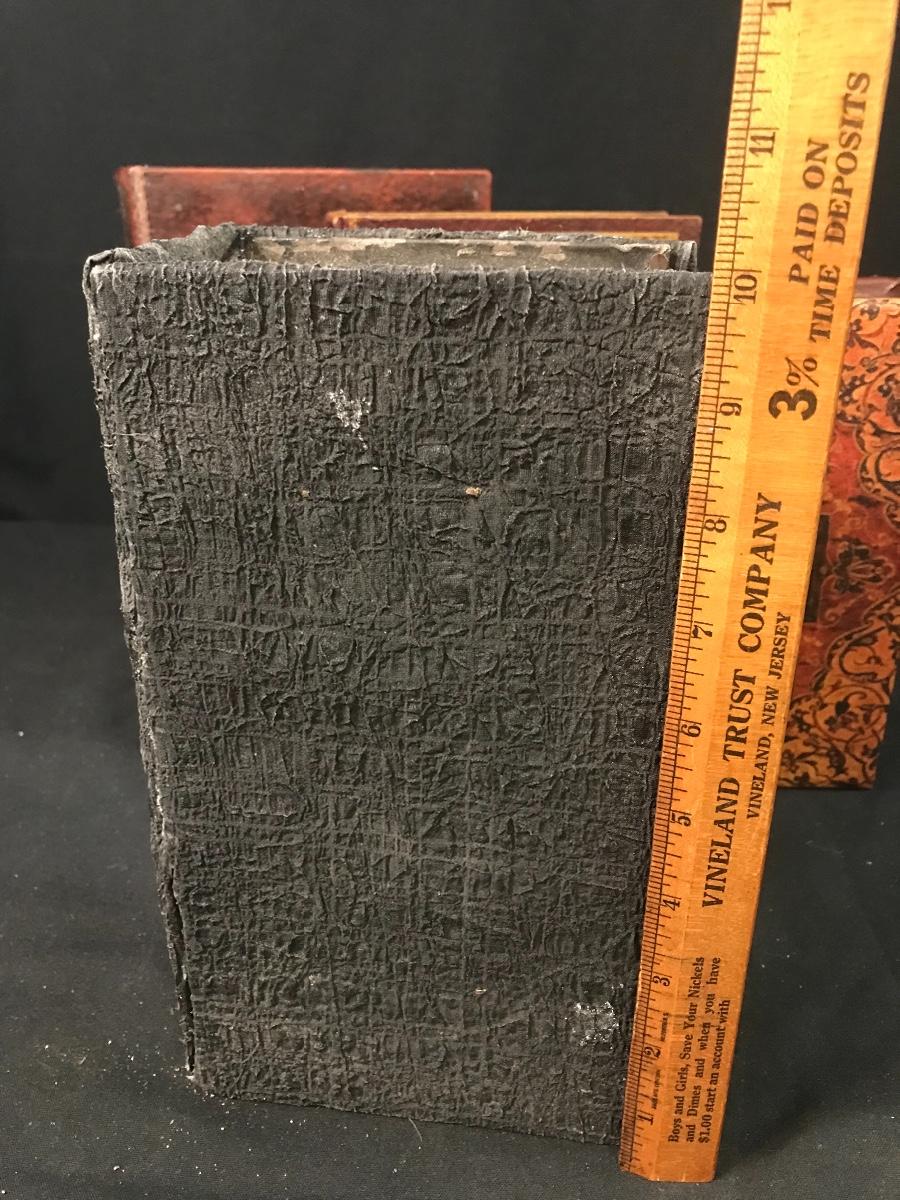 PAID ON
3% TIME DEPOSITS
VINELAND TRUST COMPANY
VINELAND, NEW JERSEY
Boys and Girls, Save Your Nickels
and Dimes and when you have
$1.00 start an account with
1
2
3
4
5
6
7
8
9
10
11